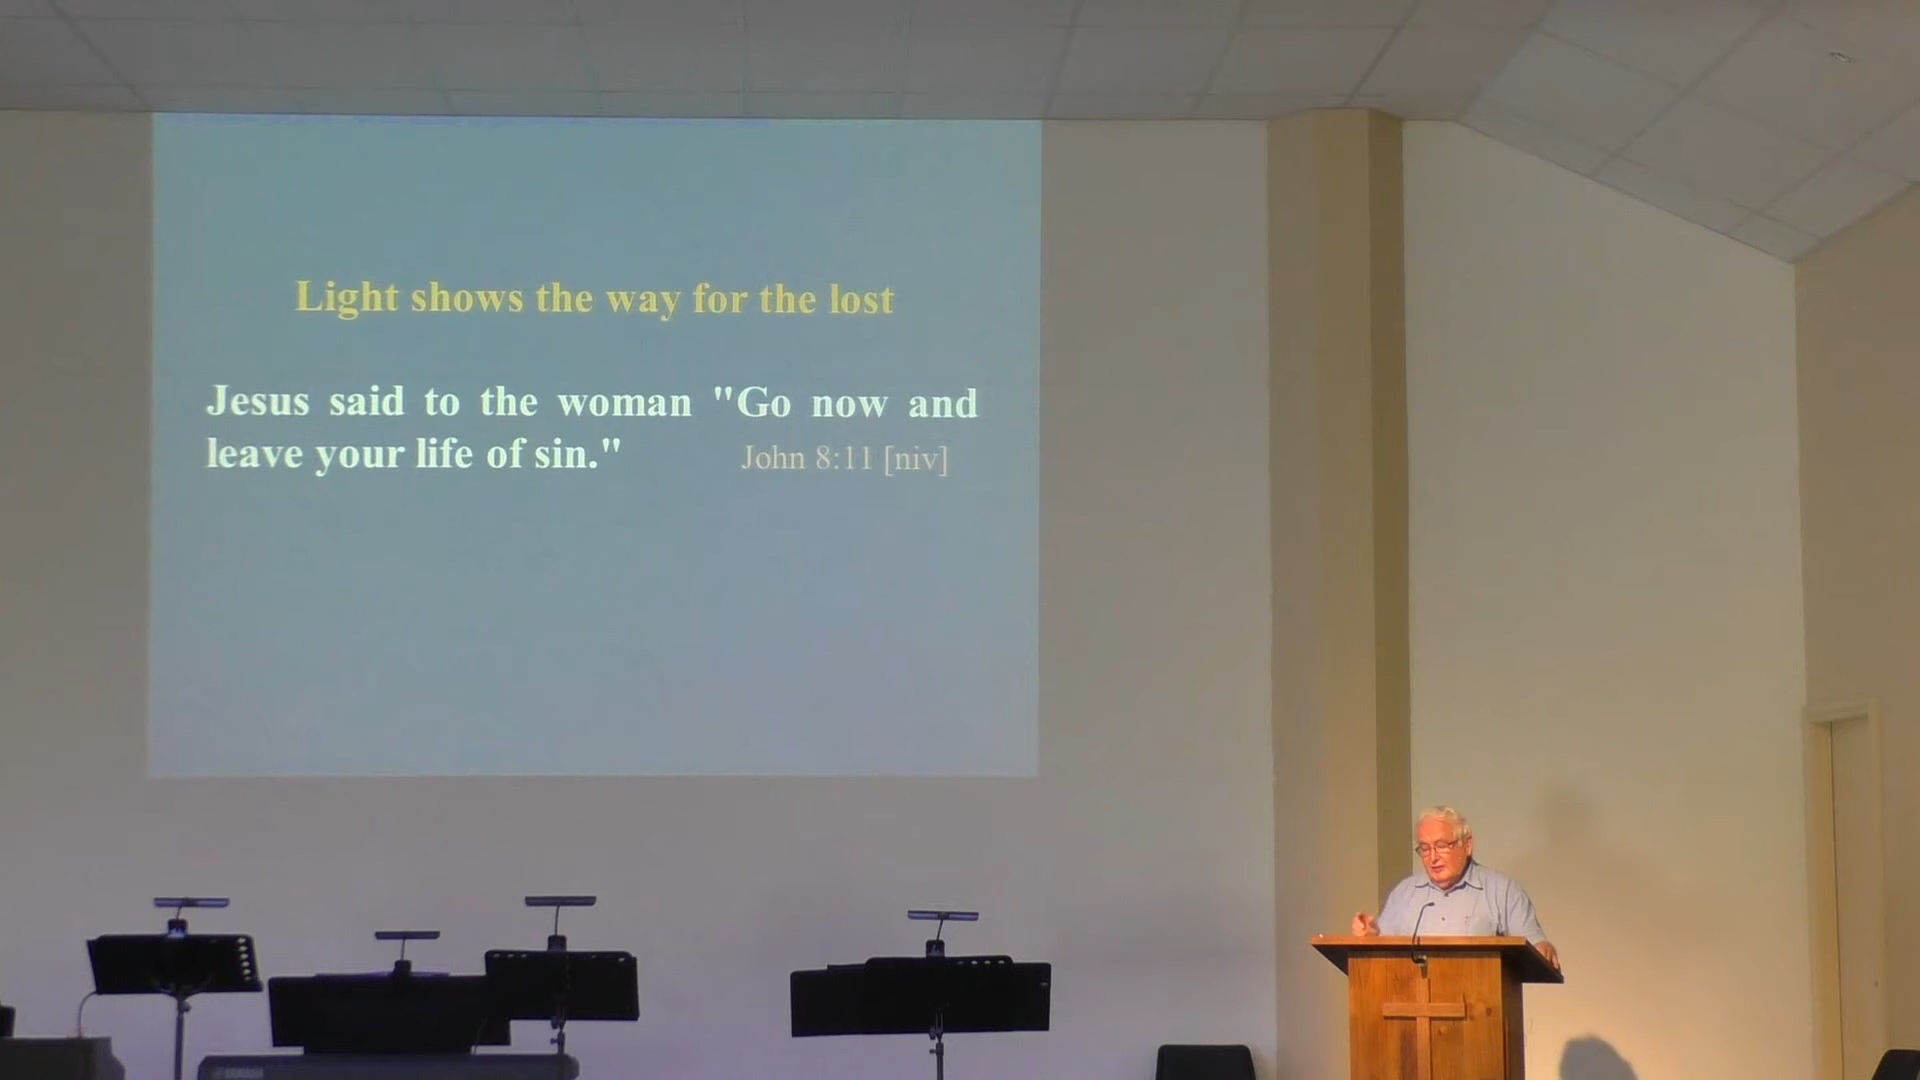 Light shows the way for the lost
Jesus said to the woman "Go now and
leave your life of sin."
John 8:11 [niv]
YAMAHA